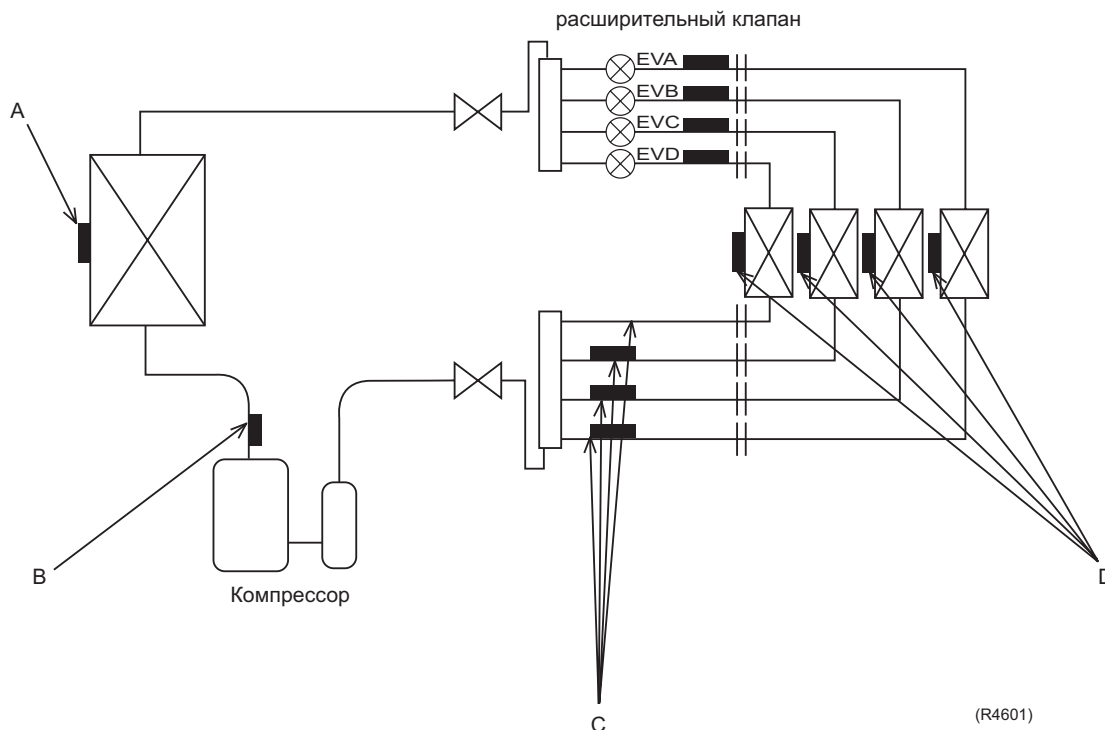 расширительный клапан
EVA
A
EVB
EVC
EVD
B
D
Компрессор
C
(R4601)